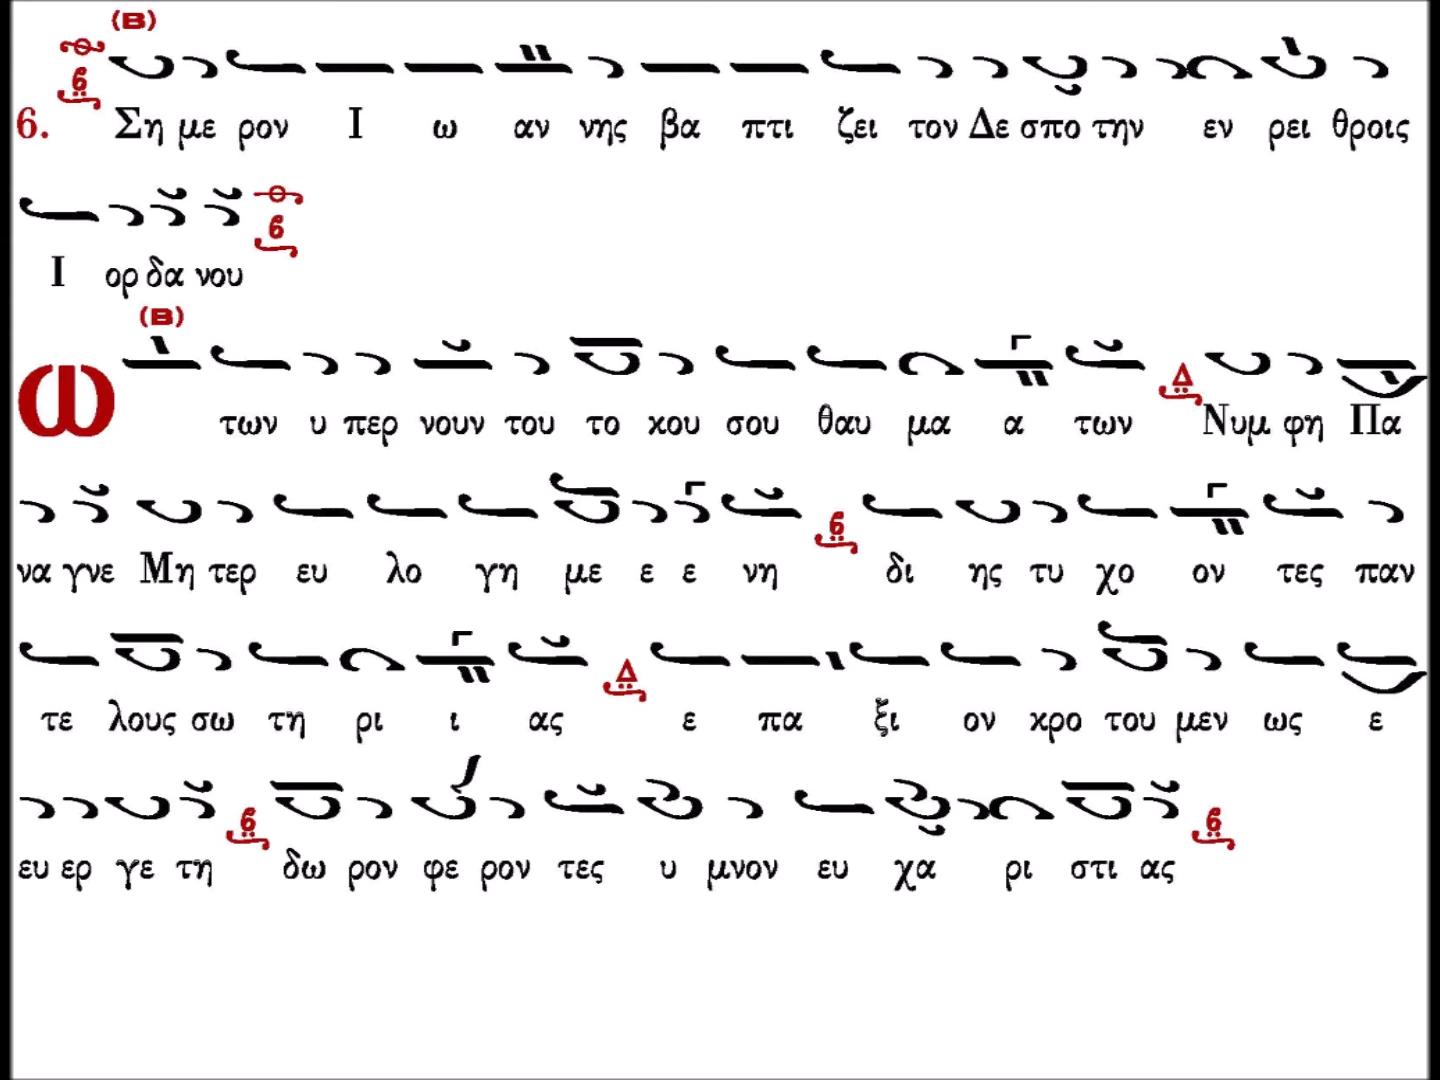 (Β)
6. Ση με ρον Ι ω αν νης βα πτι ζει τον Δε σπο την εν ρει θροις
Ι ορ δα νου
(Β)
Ω των υ περ νουν του το κου σου θαυ μα α των Δ Νυμ φη Πα
να γνε Μη τερ ευ λο γη με ε ε νη δι ης τυ χο ον τες παν
τε λους σω τη ρι ι ας Δ ε πα ξι ον κρο του μεν ως ε
ευ ερ γε τη δω ρον φε ρον τες υ μνον ευ χα ρι στι ας